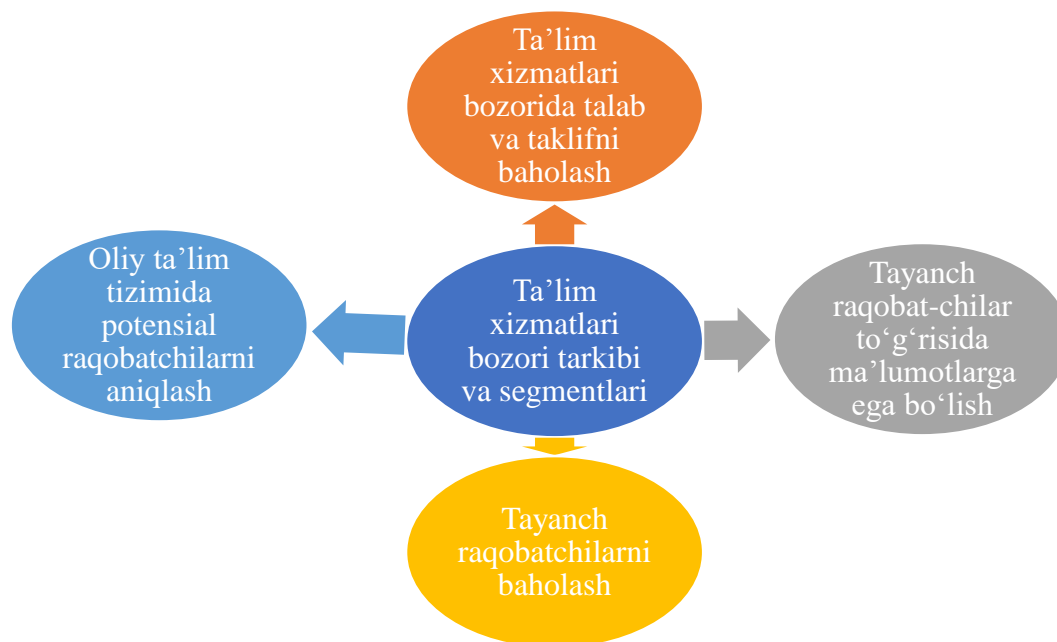 Ta’lim
xizmatlari
bozorida talab
va taklifni
baholash
Oliy ta’lim
tizimida
potensial
raqobatchilarni
aniqlash
Ta’lim
xizmatlari
bozori tarkibi
va segmentlari
Tayanch
raqobat-chilar
to‘g‘risida
ma’lumotlarga
ega bo‘lish
Tayanch
raqobatchilarni
baholash